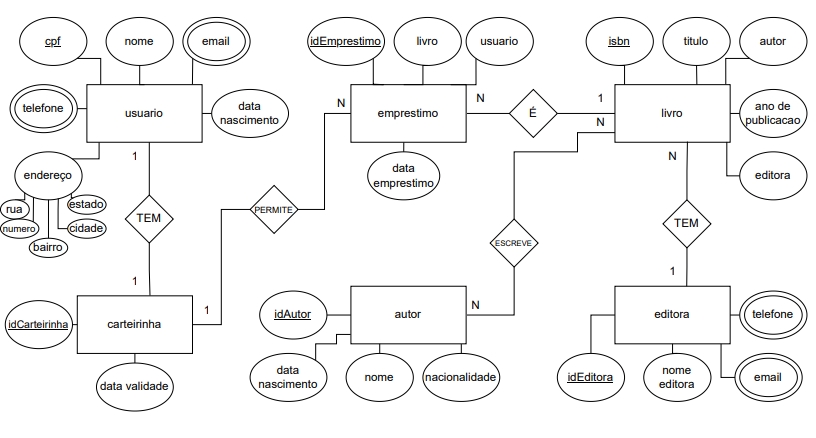 cpf
nome
email
idEmprestimo
livro
usuario
isbn
titulo
autor
telefone
usuario
data
nascimento
N
emprestimo
N
É
1
N
livro
ano de
publicacao
endereço
1
data
emprestimo
N
editora
rua
estado
numero
cidade
bairro
TEM
PERMITE
ESCREVE
TEM
1
1
N
1
idCarteirinha
carteirinha
idAutor
autor
editora
telefone
data validade
data
nascimento
nome
nacionalidade
idEditora
nome
editora
email